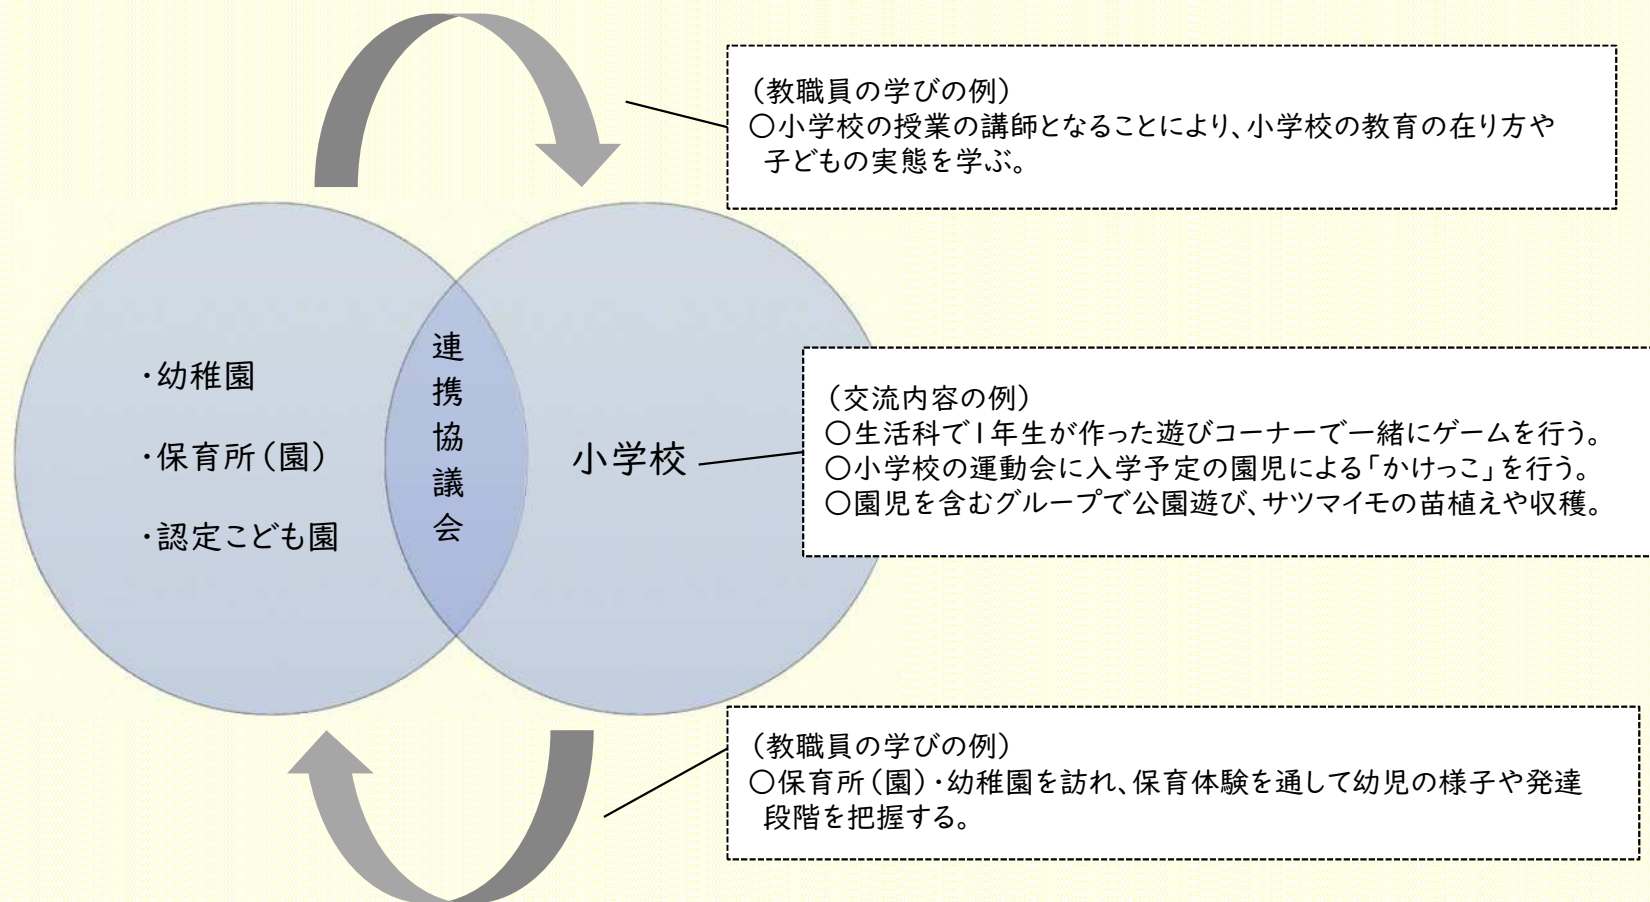 (教職員の学びの例)
○小学校の授業の講師となることにより、小学校の教育の在り方や
子どもの実態を学ぶ。
・幼稚園
・保育所(園)
・認定こども園
連携協議会
小学校
(交流内容の例)
○生活科で1年生が作った遊びコーナーで一緒にゲームを行う。
○小学校の運動会に入学予定の園児による「かけっこ」を行う。
○園児を含むグループで公園遊び、サツマイモの苗植えや収穫。
(教職員の学びの例)
○保育所(園)・幼稚園を訪れ、保育体験を通して幼児の様子や発達
段階を把握する。